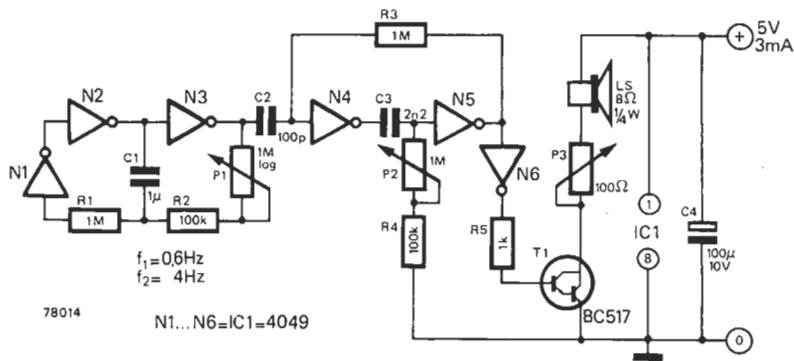 R3
1M
5V
3mA
+
N2
N3
C2
100p
N4
C3
2n2
N5
LS
8Ω
¼W
N1
C1
1µ
1M
log
P1
P2
1M
N6
P3
100Ω
R1
1M
R2
100k
R4
100k
R5
1k
T1
BC517
1
IC1
8
C4
100µ
10V
f1=0,6Hz
f2= 4Hz
78014
N1...N6=IC1=4049
0